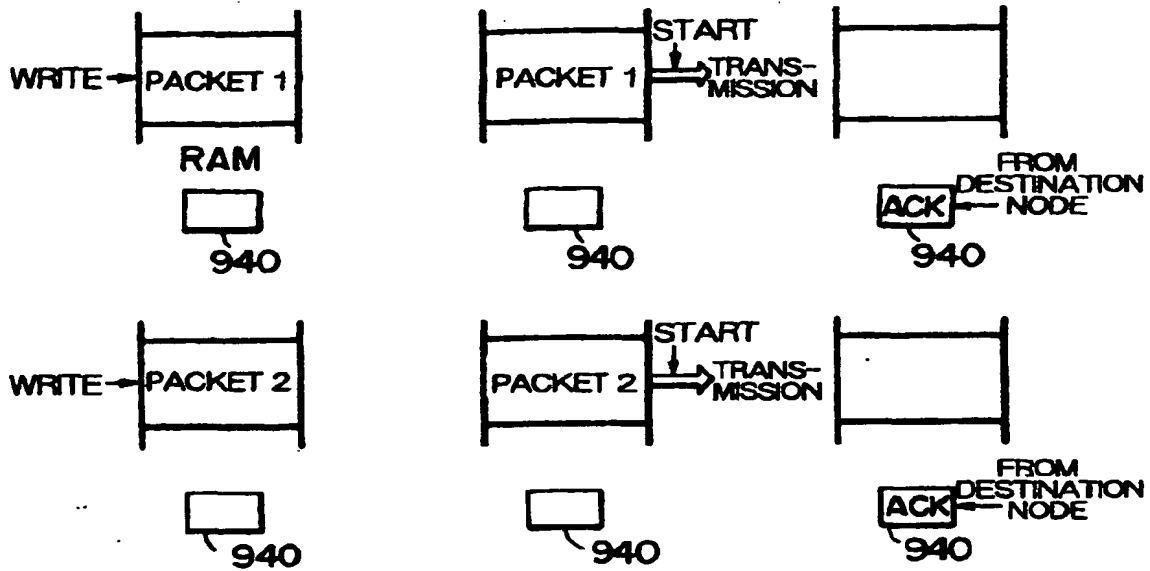 WRITE
PACKET 1
RAM
940
PACKET 1
START
TRANS-
MISSION
940
FROM
DESTINATION
NODE
ACK
940
WRITE
PACKET 2
940
PACKET 2
START
TRANS-
MISSION
940
FROM
DESTINATION
NODE
ACK
940